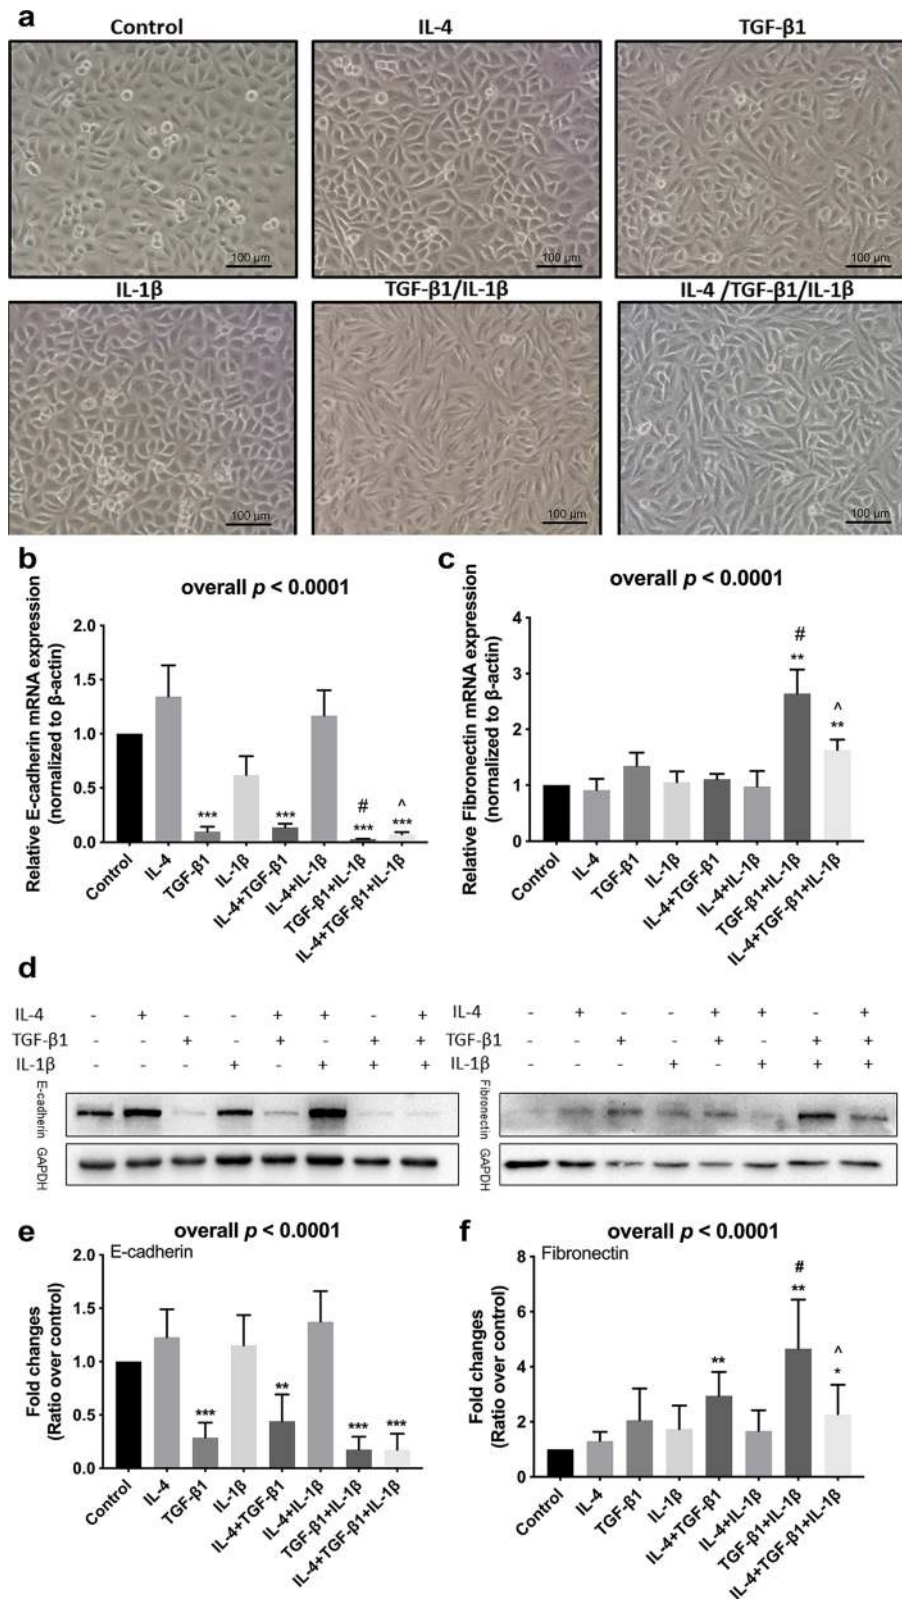 a
Control
IL-4
TGF-β1
100 μm
100 μm
100 μm
IL-1β
TGF-β1/IL-1β
IL-4 /TGF-β1/IL-1β
100 μm
100 μm
100 μm
b
overall p < 0.0001
Relative E-cadherin mRNA expression
(normalized to β-actin)
2.0
1.5
1.0
0.5
0.0
***
***
#
***
^
***
Control
IL-4
TGF-β1
IL-1β
IL-4+TGF-β1
IL-4+IL-1β
TGF-β1+IL-1β
IL-4+TGF-β1+IL-1β
c
overall p < 0.0001
Relative Fibronectin mRNA expression
(normalized to β-actin)
4
3
2
1
0
#
**
^
**
Control
IL-4
TGF-β1
IL-1β
IL-4+TGF-β1
IL-4+IL-1β
TGF-β1+IL-1β
IL-4+TGF-β1+IL-1β
d
IL-4 - + - - + + - +
TGF-β1 - - + - + - + +
IL-1β - - - + - + + +
E-cadherin
GAPDH
IL-4 - + - - + + - +
TGF-β1 - - + - + - + +
IL-1β - - - + - + + +
Fibronectin
GAPDH
e
overall p < 0.0001
E-cadherin
Fold changes
(Ratio over control)
2.0
1.5
1.0
0.5
0.0
***
**
***
***
Control
IL-4
TGF-β1
IL-1β
IL-4+TGF-β1
IL-4+IL-1β
TGF-β1+IL-1β
IL-4+TGF-β1+IL-1β
f
overall p < 0.0001
Fibronectin
Fold changes
(Ratio over control)
8
6
4
2
0
**
#
**
^
*
Control
IL-4
TGF-β1
IL-1β
IL-4+TGF-β1
IL-4+IL-1β
TGF-β1+IL-1β
IL-4+TGF-β1+IL-1β